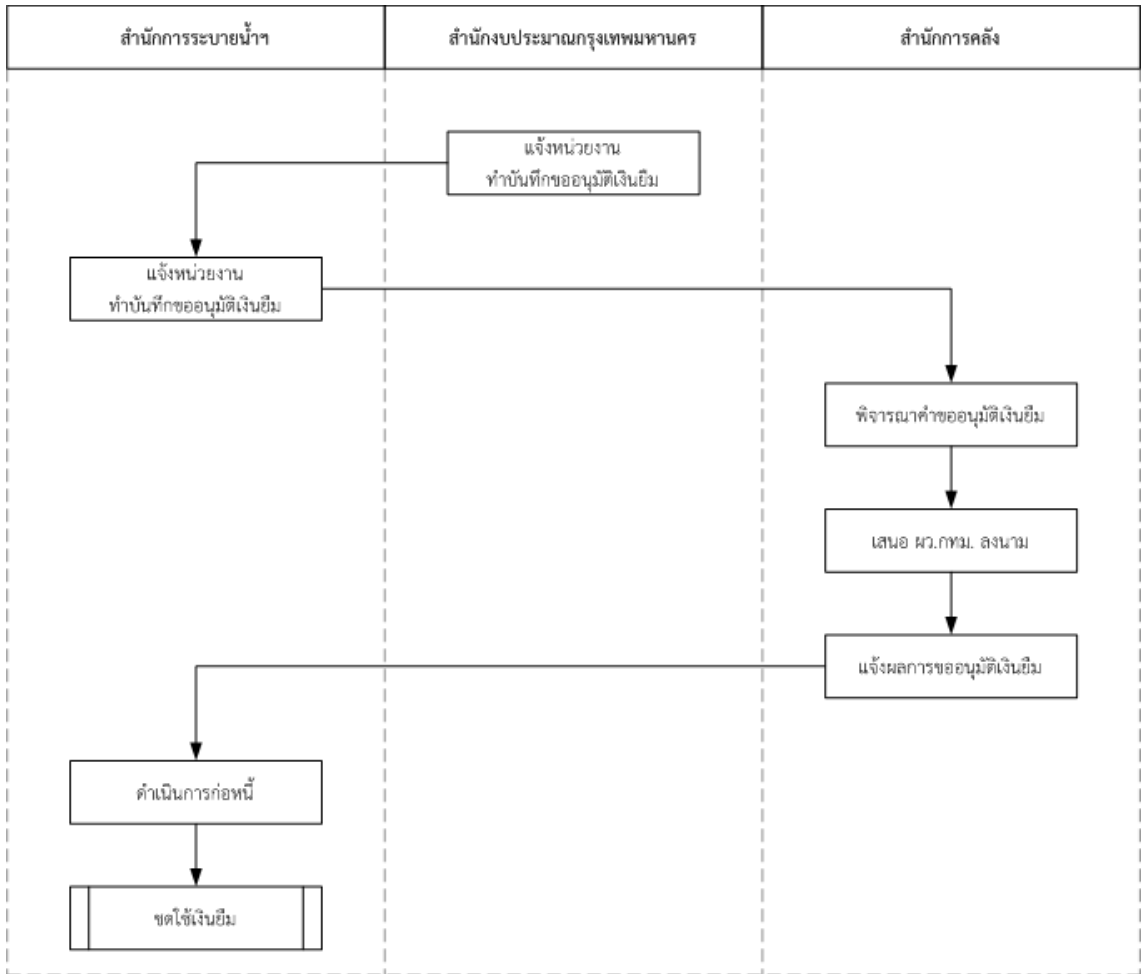 สำนักการระบายน้ำฯ
สำนักงบประมาณกรุงเทพมหานคร
สำนักการคลัง
แจ้งหน่วยงาน
ทำบันทึกขออนุมัติเงินยืม
แจ้งหน่วยงาน
ทำบันทึกขออนุมัติเงินยืม
พิจารณาคำขออนุมัติเงินยืม
เสนอ ผว.กทม. ลงนาม
แจ้งผลการขออนุมัติเงินยืม
ดำเนินการก่อหนี้
ชดใช้เงินยืม